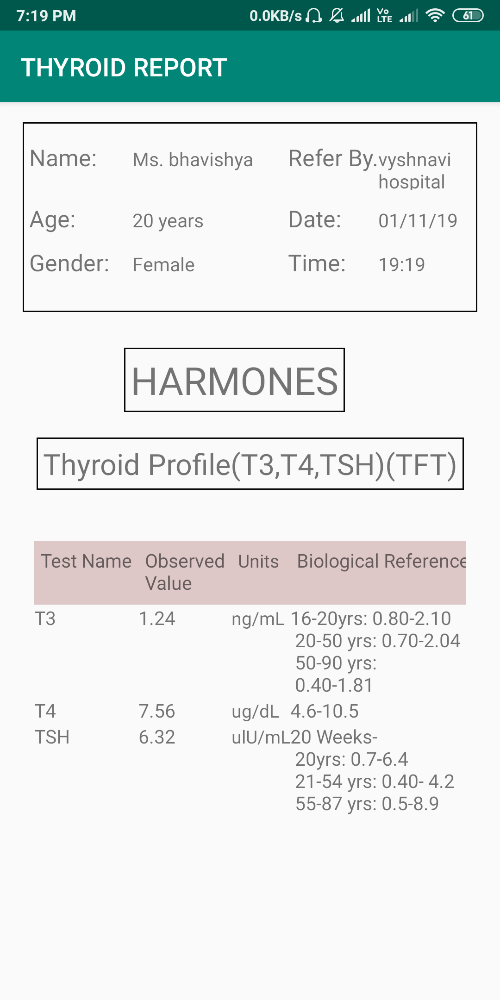 7:19 PM 0.0KB/s Vo LTE 61
THYROID REPORT
Name: Ms. bhavishya Refer By. vyshnavi
hospital
Age: 20 years Date: 01/11/19
Gender: Female Time: 19:19
HARMONES
Thyroid Profile(T3,T4,TSH)(TFT)
Test Name Observed Units Biological Reference
Value
T3 1.24 ng/mL 16-20yrs: 0.80-2.10
20-50 yrs: 0.70-2.04
50-90 yrs:
0.40-1.81
T4 7.56 ug/dL 4.6-10.5
TSH 6.32 ulU/mL 20 Weeks-
20yrs: 0.7-6.4
21-54 yrs: 0.40- 4.2
55-87 yrs: 0.5-8.9